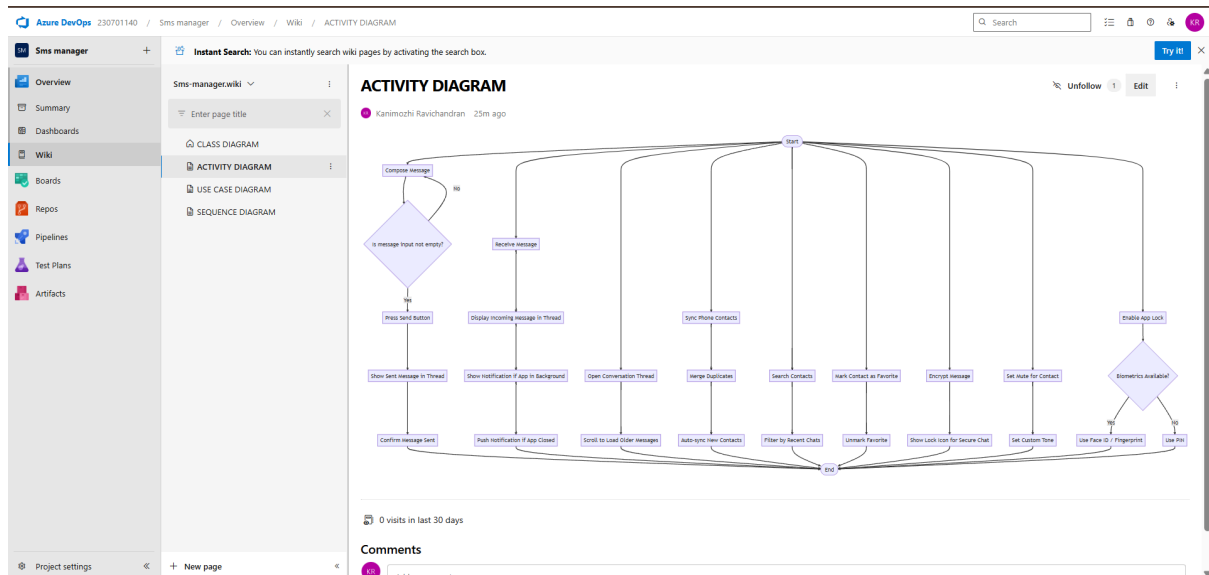 Azure DevOps 230701140 / Sms manager / Overview / Wiki / ACTIVITY DIAGRAM
Search
KR
SM Sms manager +
Instant Search: You can instantly search wiki pages by activating the search box.
Try it!
Overview
Summary
Dashboards
Wiki
Boards
Repos
Pipelines
Test Plans
Artifacts
Project settings
Sms-manager.wiki
Enter page title
CLASS DIAGRAM
ACTIVITY DIAGRAM
USE CASE DIAGRAM
SEQUENCE DIAGRAM
+ New page
ACTIVITY DIAGRAM
Unfollow 1 Edit
KR Kanimozhi Ravichandran 25m ago
Start
Compose Message
No
Is message input not empty?
Receive Message
Yes
Press Send Button
Display Incoming Message in Thread
Sync Phone Contacts
Enable App Lock
Show Sent Message in Thread
Show Notification if App in Background
Open Conversation Thread
Merge Duplicates
Search Contacts
Mark Contact as Favorite
Encrypt Message
Set Mute for Contact
Biometrics Available?
Yes
No
Confirm Message Sent
Push Notification if App Closed
Scroll to Load Older Messages
Auto-sync New Contacts
Filter by Recent Chats
Unmark Favorite
Show Lock Icon for Secure Chat
Set Custom Tone
Use Face ID / Fingerprint
Use PIN
End
0 visits in last 30 days
Comments
KR